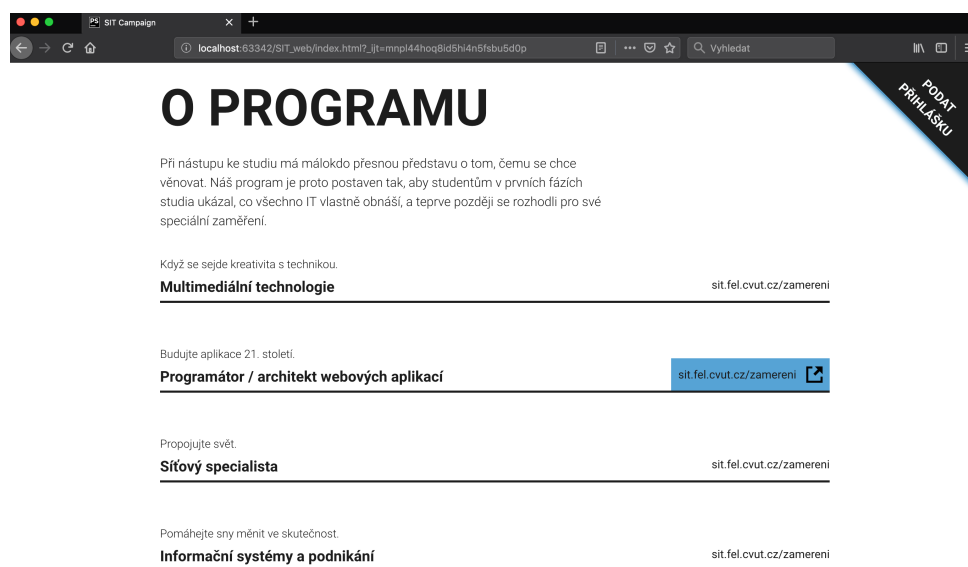 PS SIT Campaign
localhost:63342/SIT_web/index.html?_ijt=mnpl44hoq8id5hi4n5fsbu5d0p
Vyhledat
PODAT
PŘIHLÁŠKU
O PROGRAMU
Při nástupu ke studiu má málokdo přesnou představu o tom, čemu se chce
věnovat. Náš program je proto postaven tak, aby studentům v prvních fázích
studia ukázal, co všechno IT vlastně obnáší, a teprve později se rozhodli pro své
speciální zaměření.
Když se sejde kreativita s technikou.
Multimediální technologie
sit.fel.cvut.cz/zamereni
Budujte aplikace 21. století.
Programátor / architekt webových aplikací
sit.fel.cvut.cz/zamereni
Propojujte svět.
Síťový specialista
sit.fel.cvut.cz/zamereni
Pomáhejte sny měnit ve skutečnost.
Informační systémy a podnikání
sit.fel.cvut.cz/zamereni